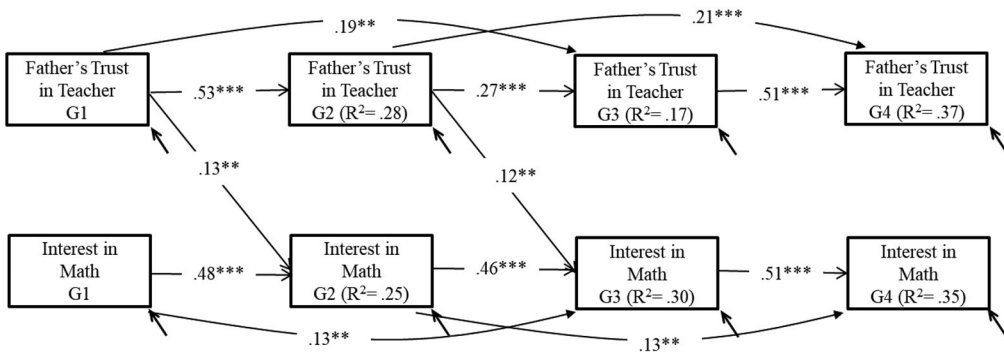 .19**
.21***
Father's Trust
in Teacher
G1
.53***
Father's Trust
in Teacher
G2 (R²= .28)
.27***
Father's Trust
in Teacher
G3 (R²= .17)
.51***
Father's Trust
in Teacher
G4 (R²= .37)
.13**
.12**
Interest in
Math
G1
.48***
Interest in
Math
G2 (R²= .25)
.46***
Interest in
Math
G3 (R²= .30)
.51***
Interest in
Math
G4 (R²= .35)
.13**
.13**